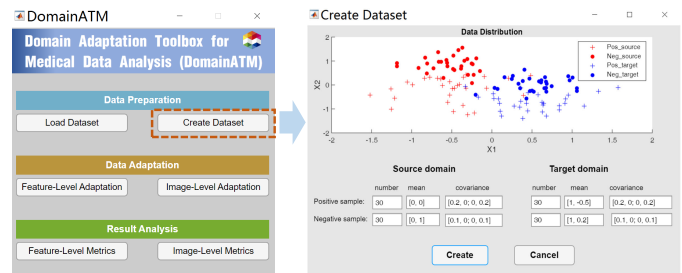 DomainATM
Domain Adaptation Toolbox for
Medical Data Analysis (DomainATM)
Data Preparation
Load Dataset
Create Dataset
Data Adaptation
Feature-Level Adaptation
Image-Level Adaptation
Result Analysis
Feature-Level Metrics
Image-Level Metrics
Create Dataset
Data Distribution
Pos_source
Neg_source
Pos_target
Neg_target
2
1
0
-1
-2
X2
-2 -1.5 -1 -0.5 0 0.5 1 1.5 2
X1
Source domain Target domain
number mean covariance number mean covariance
Positive sample: 30 [0, 0] [0.2, 0; 0, 0.2] 30 [1, -0.5] [0.2, 0; 0, 0.2]
Negative sample: 30 [0, 1] [0.1, 0; 0, 0.1] 30 [1, 0.2] [0.1, 0; 0, 0.1]
Create Cancel